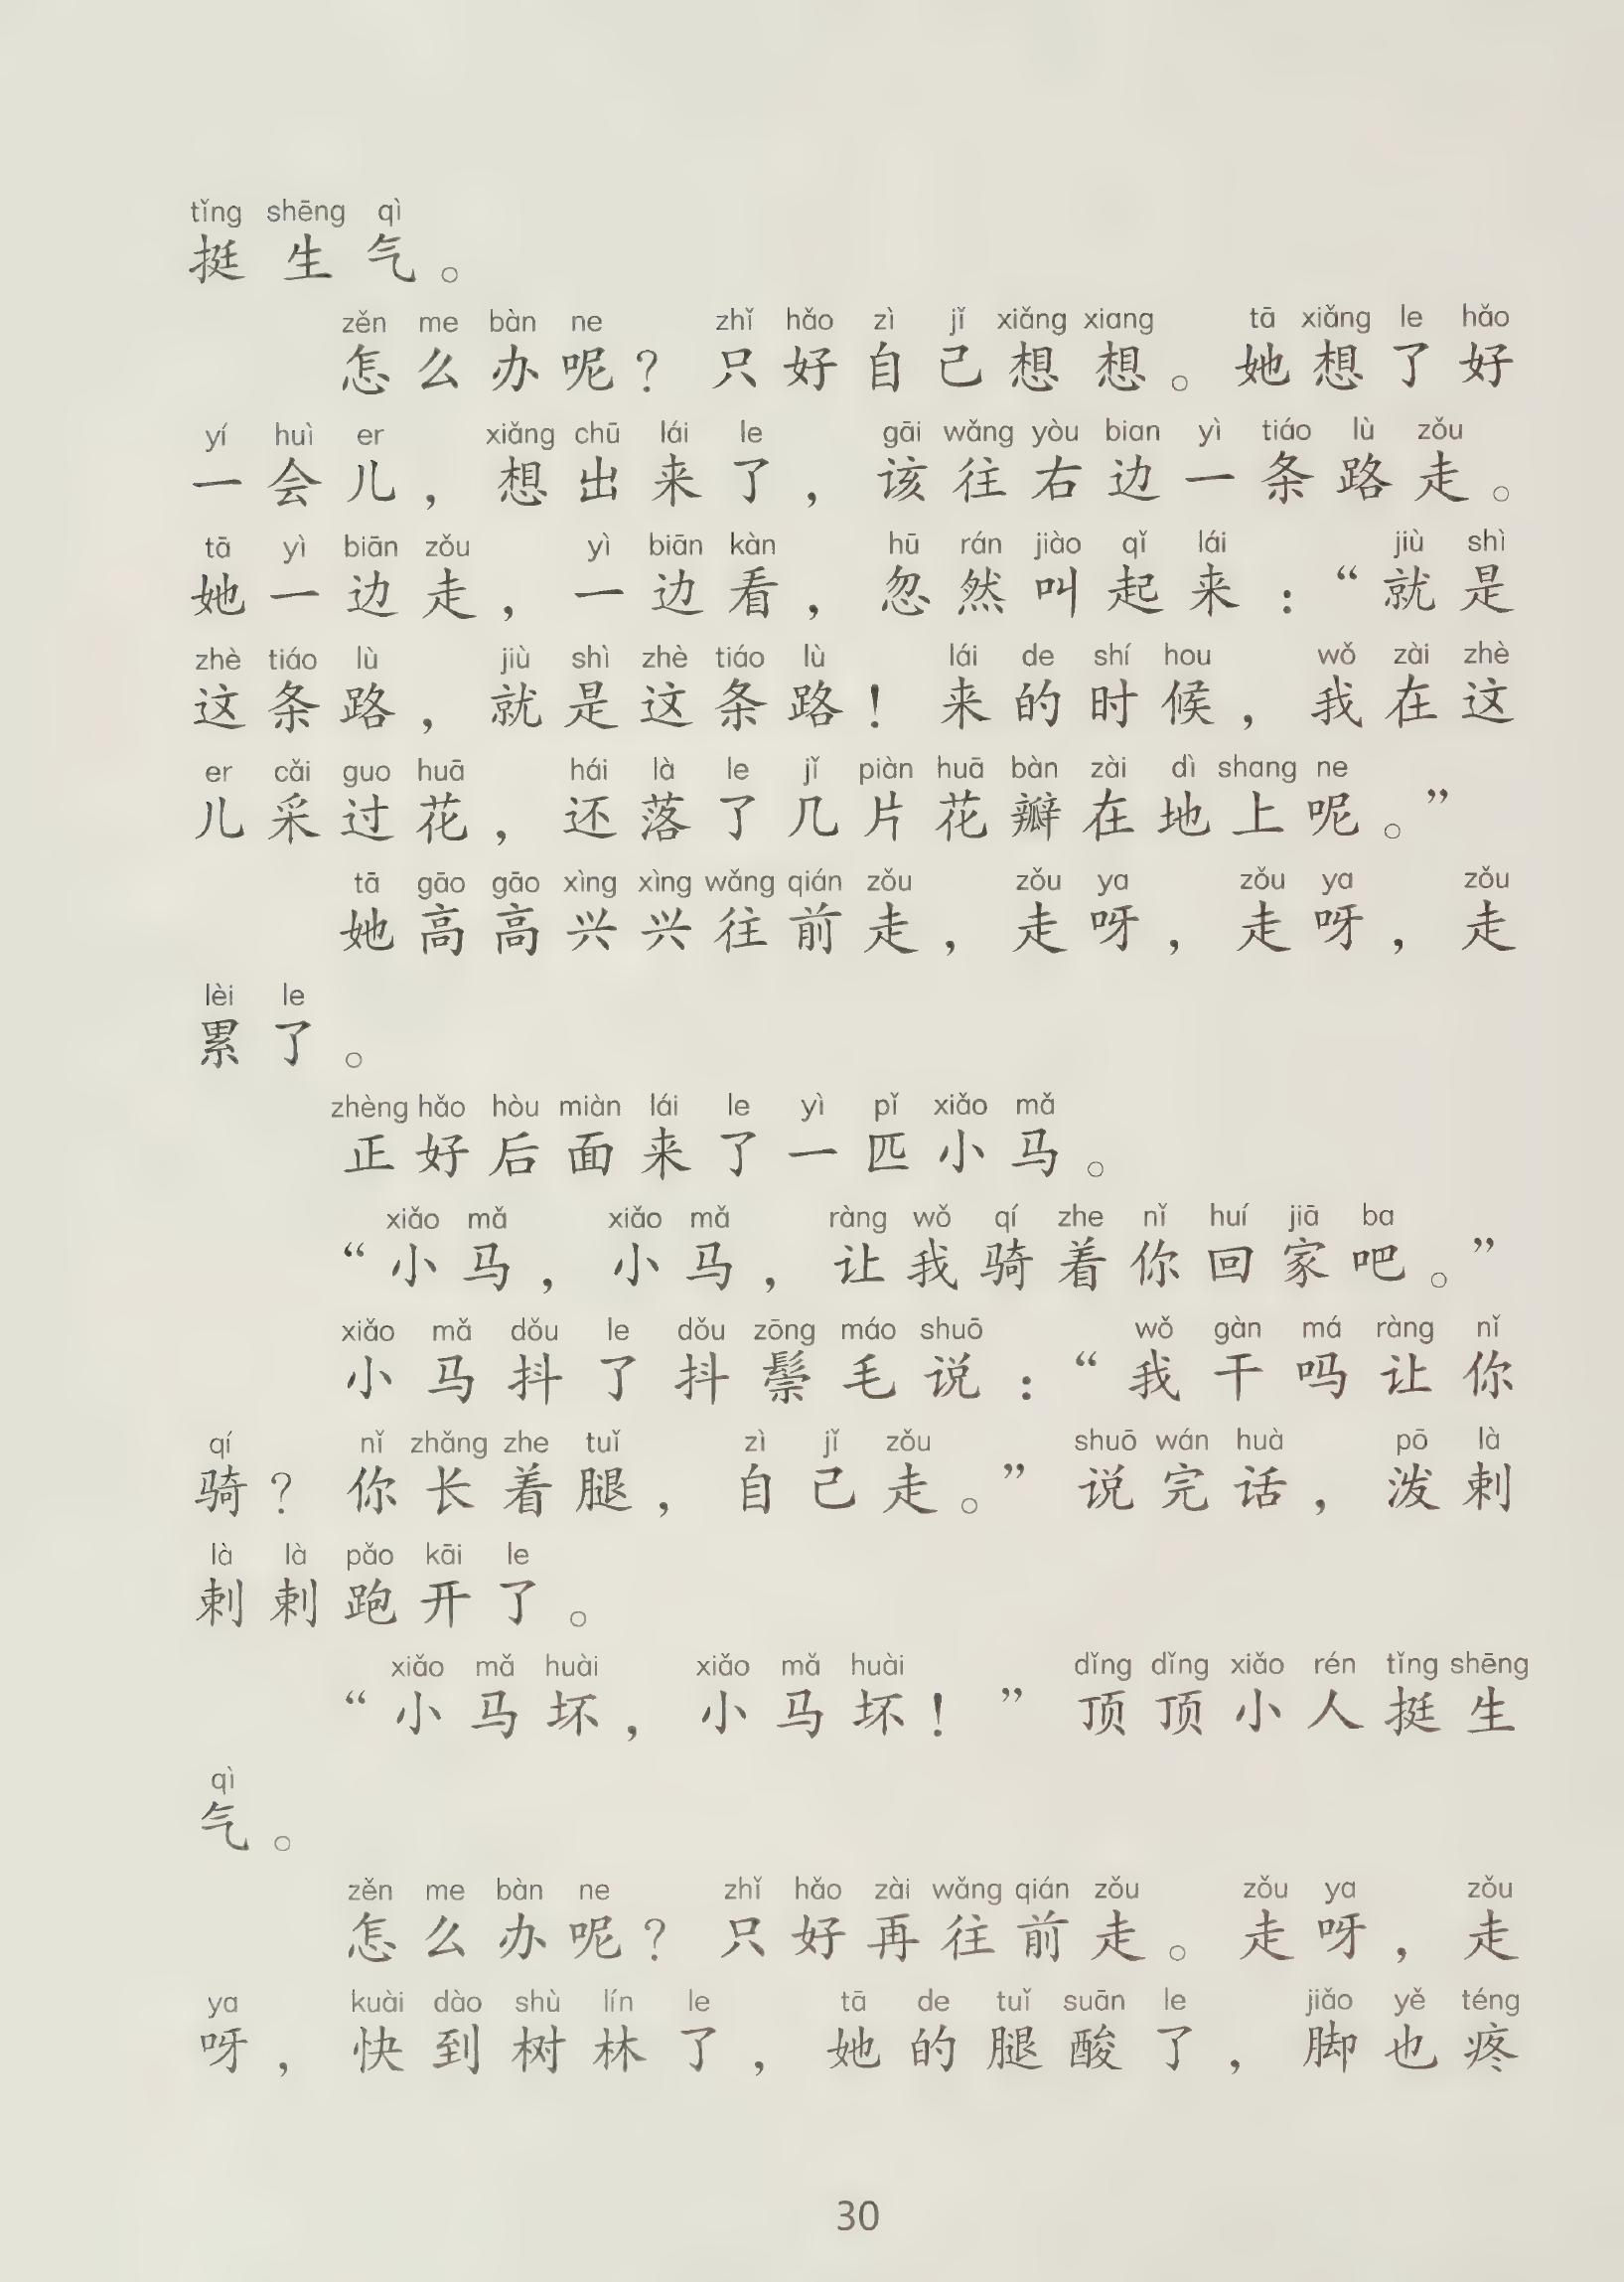 tǐng shēng qì
挺生气。
zěn me bàn ne zhǐ hǎo zì jǐ xiǎng xiang tā xiǎng le hǎo
怎么办呢？只好自己想想。她想了好
yí huì er xiǎng chū lái le gāi wǎng yòu bian yì tiáo lù zǒu
一会儿，想出来了，该往右边一条路走。
tā yì biān zǒu yì biān kàn hū rán jiào qǐ lái jiù shì
她一边走，一边看，忽然叫起来：“就是
zhè tiáo lù jiù shì zhè tiáo lù lái de shí hou wǒ zài zhè
这条路，就是这条路！来的时候，我在这
er cǎi guo huā hái là le jǐ piàn huā bàn zài dì shang ne
儿采过花，还落了几片花瓣在地上呢。”
tā gāo gāo xìng xìng wǎng qián zǒu zǒu ya zǒu ya zǒu
她高高兴兴往前走，走呀，走呀，走
lèi le
累了。
zhèng hǎo hòu miàn lái le yì pǐ xiǎo mǎ
正好后面来了一匹小马。
xiǎo mǎ xiǎo mǎ ràng wǒ qí zhe nǐ huí jiā ba
“小马，小马，让我骑着你回家吧。”
xiǎo mǎ dǒu le dǒu zōng máo shuō wǒ gàn má ràng nǐ
小马抖了抖鬃毛说：“我干吗让你
qí nǐ zhǎng zhe tuǐ zì jǐ zǒu shuō wán huà pō là
骑？你长着腿，自己走。”说完话，泼剌
là là pǎo kāi le
剌剌跑开了。
xiǎo mǎ huài xiǎo mǎ huài dǐng dǐng xiǎo rén tǐng shēng
“小马坏，小马坏！”顶顶小人挺生
qì
气。
zěn me bàn ne zhǐ hǎo zài wǎng qián zǒu zǒu ya zǒu
怎么办呢？只好再往前走。走呀，走
ya kuài dào shù lín le tā de tuǐ suān le jiǎo yě téng
呀，快到树林了，她的腿酸了，脚也疼
30